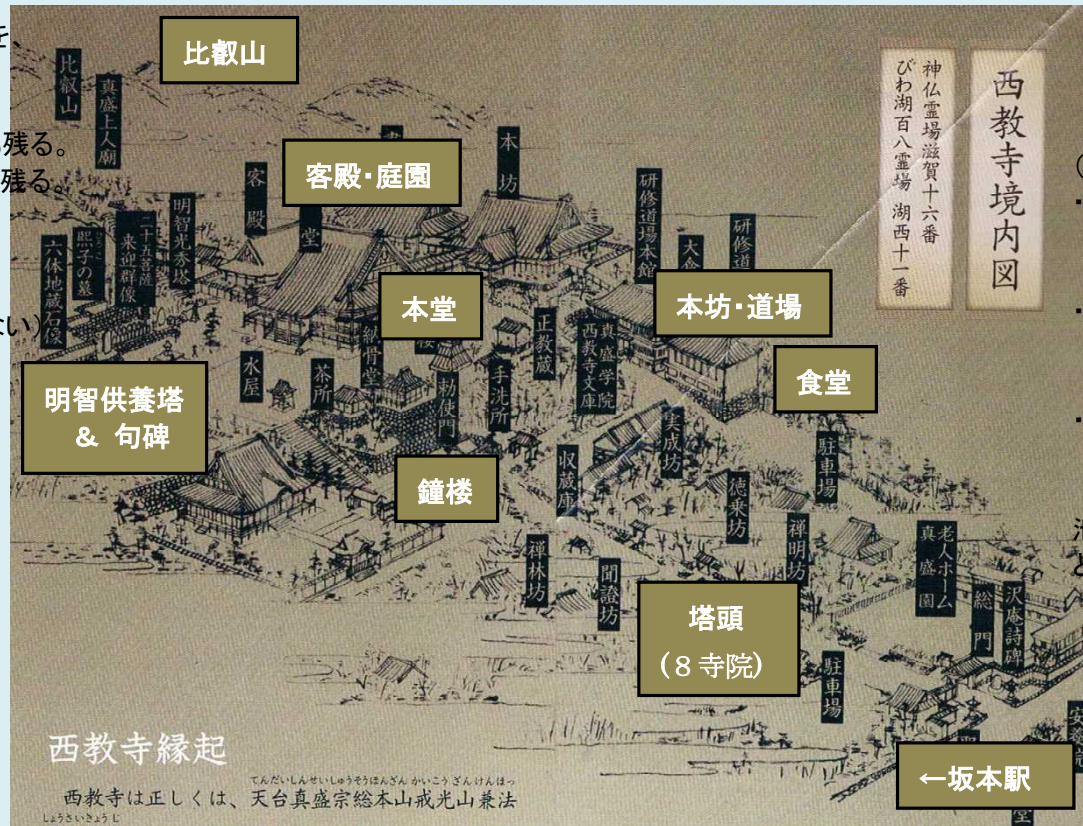 西教寺境内図
神仏霊場滋賀十六番
びわ湖百八霊場 湖西十一番
比叡山
比叡山
真盛上人廟
残る。
残る。
客殿・庭園
本坊
客殿
堂
明智光秀塔
二十五菩薩
来迎群像
熙子の墓
六体地蔵石像
研修道場本館
研修道
本堂
本坊・道場
食堂
正教蔵
真盛学院
西教寺文庫
手洗所
勅使門
納骨堂
茶所
水屋
い)
明智供養塔
& 句碑
鐘楼
実成坊
収蔵庫
徳乗坊
駐車場
禅明坊
禅林坊
聞證坊
塔頭
(8寺院)
老人ホーム
真盛園
総門
沢庵詩碑
駐車場
←坂本駅
堂
西教寺縁起
てんだいしんせいしゅうそうほんざん かいこうざんけんほっ
西教寺は正しくは、天台真盛宗総本山戒光山兼法
しょうさいきょうじ